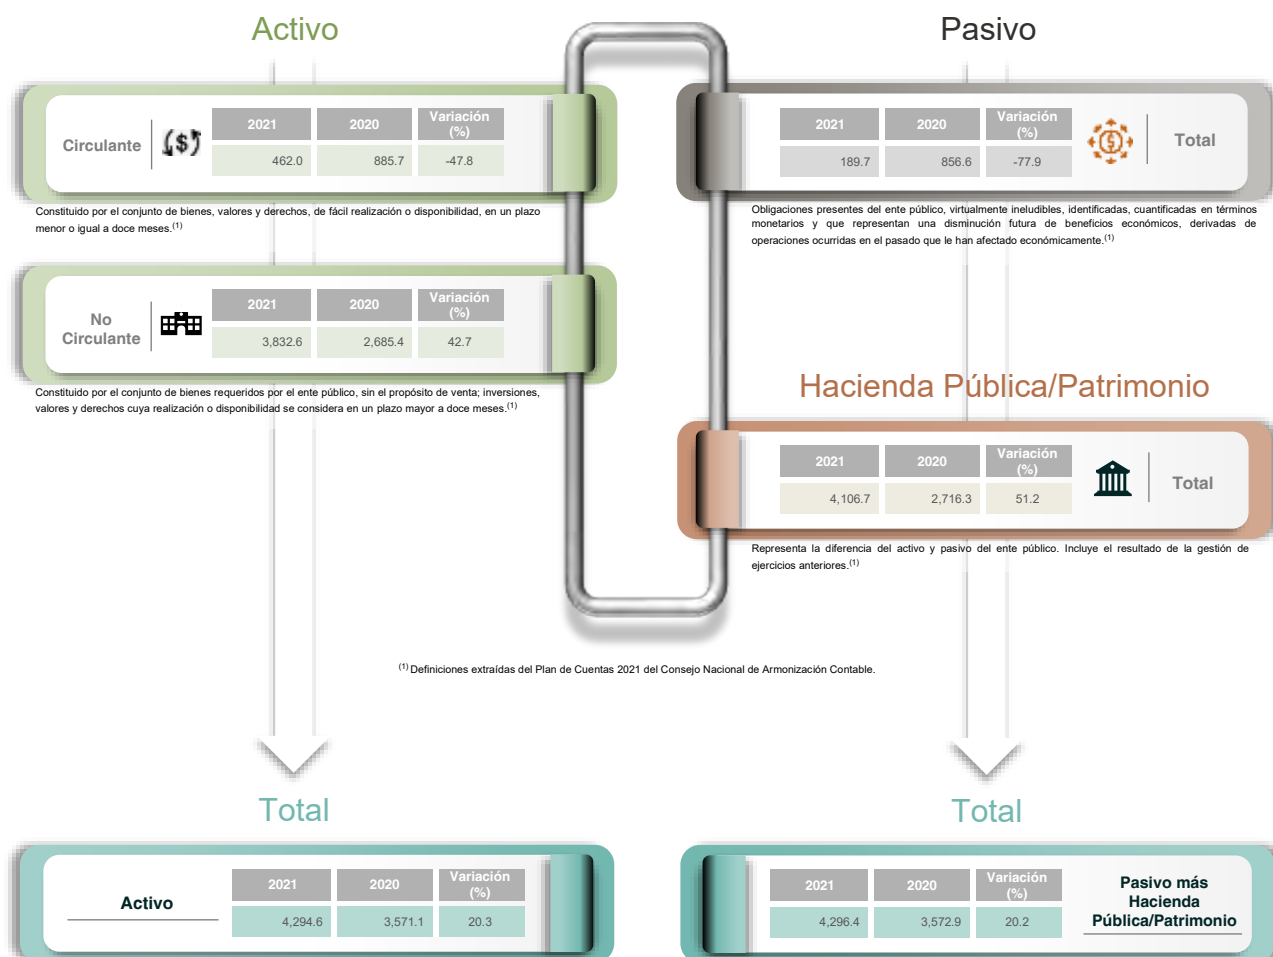 Activo
Circulante
2021 2020 Variación (%)
462.0 885.7 -47.8
Constituido por el conjunto de bienes, valores y derechos, de fácil realización o disponibilidad, en un plazo
menor o igual a doce meses.(1)
No
Circulante
2021 2020 Variación (%)
3,832.6 2,685.4 42.7
Constituido por el conjunto de bienes requeridos por el ente público, sin el propósito de venta; inversiones,
valores y derechos cuya realización o disponibilidad se considera en un plazo mayor a doce meses.(1)
Pasivo
2021 2020 Variación (%)
189.7 856.6 -77.9
Total
Obligaciones presentes del ente público, virtualmente ineludibles, identificadas, cuantificadas en términos
monetarios y que representan una disminución futura de beneficios económicos, derivadas de
operaciones ocurridas en el pasado que le han afectado económicamente.(1)
Hacienda Pública/Patrimonio
2021 2020 Variación (%)
4,106.7 2,716.3 51.2
Total
Representa la diferencia del activo y pasivo del ente público. Incluye el resultado de la gestión de
ejercicios anteriores.(1)
(1) Definiciones extraídas del Plan de Cuentas 2021 del Consejo Nacional de Armonización Contable.
Total
Activo
2021 2020 Variación (%)
4,294.6 3,571.1 20.3
Total
2021 2020 Variación (%)
4,296.4 3,572.9 20.2
Pasivo más
Hacienda
Pública/Patrimonio